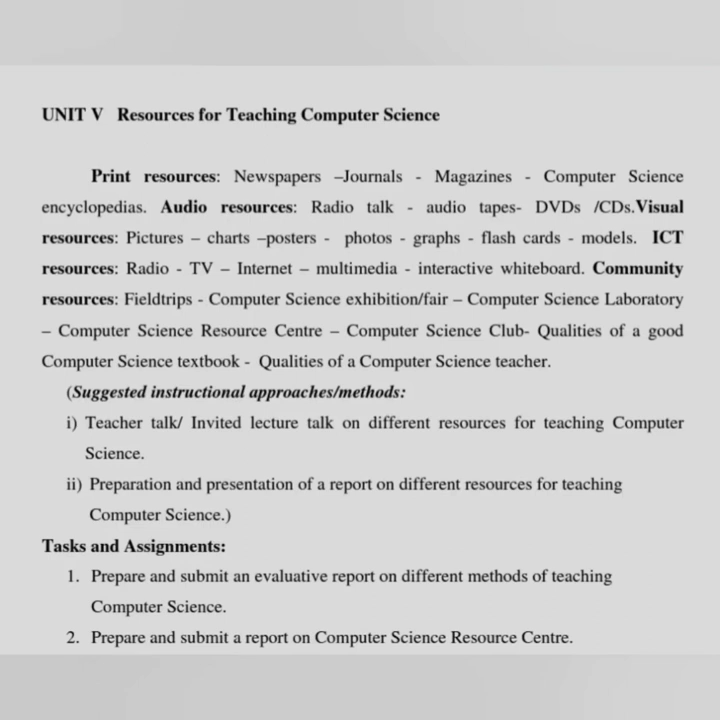 UNIT V Resources for Teaching Computer Science
Print resources: Newspapers –Journals - Magazines - Computer Science
encyclopedias. Audio resources: Radio talk - audio tapes- DVDs /CDs.Visual
resources: Pictures – charts –posters - photos - graphs - flash cards - models. ICT
resources: Radio - TV – Internet – multimedia - interactive whiteboard. Community
resources: Fieldtrips - Computer Science exhibition/fair – Computer Science Laboratory
– Computer Science Resource Centre – Computer Science Club- Qualities of a good
Computer Science textbook - Qualities of a Computer Science teacher.
(Suggested instructional approaches/methods:
i) Teacher talk/ Invited lecture talk on different resources for teaching Computer
Science.
ii) Preparation and presentation of a report on different resources for teaching
Computer Science.)
Tasks and Assignments:
1. Prepare and submit an evaluative report on different methods of teaching
Computer Science.
2. Prepare and submit a report on Computer Science Resource Centre.